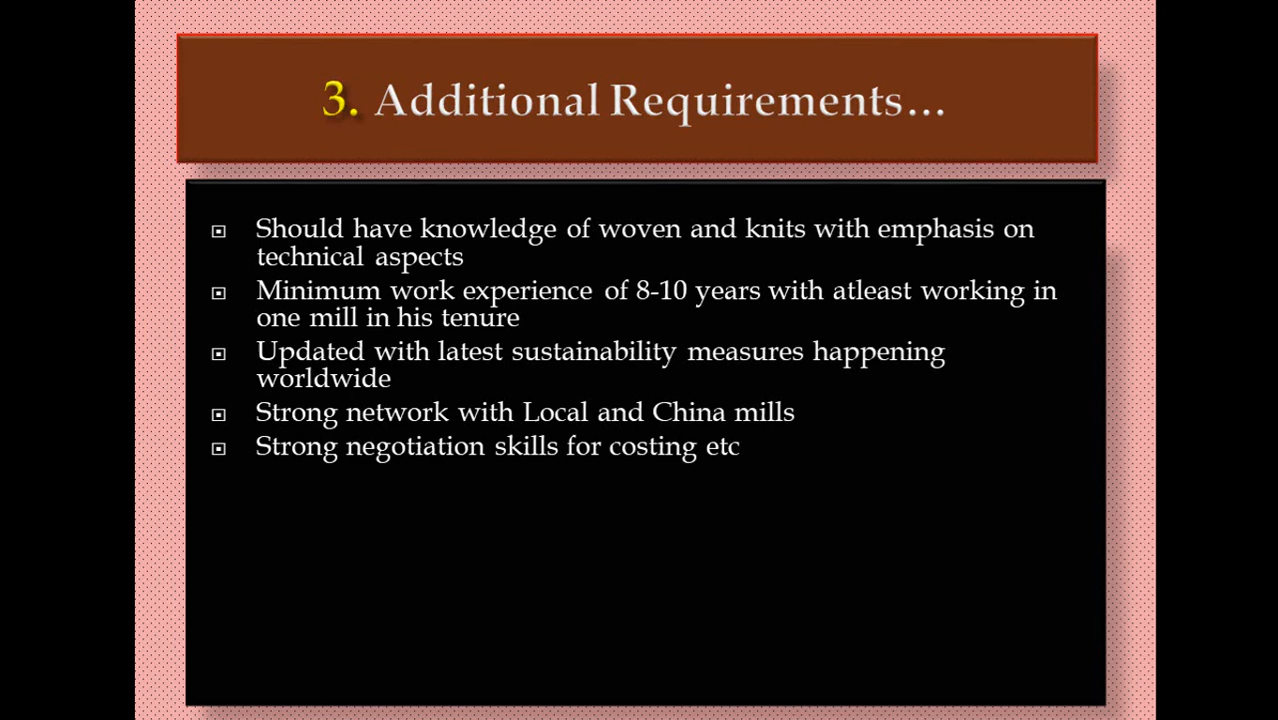 3. Additional Requirements...
Should have knowledge of woven and knits with emphasis on
technical aspects
Minimum work experience of 8-10 years with atleast working in
one mill in his tenure
Updated with latest sustainability measures happening
worldwide
Strong network with Local and China mills
Strong negotiation skills for costing etc